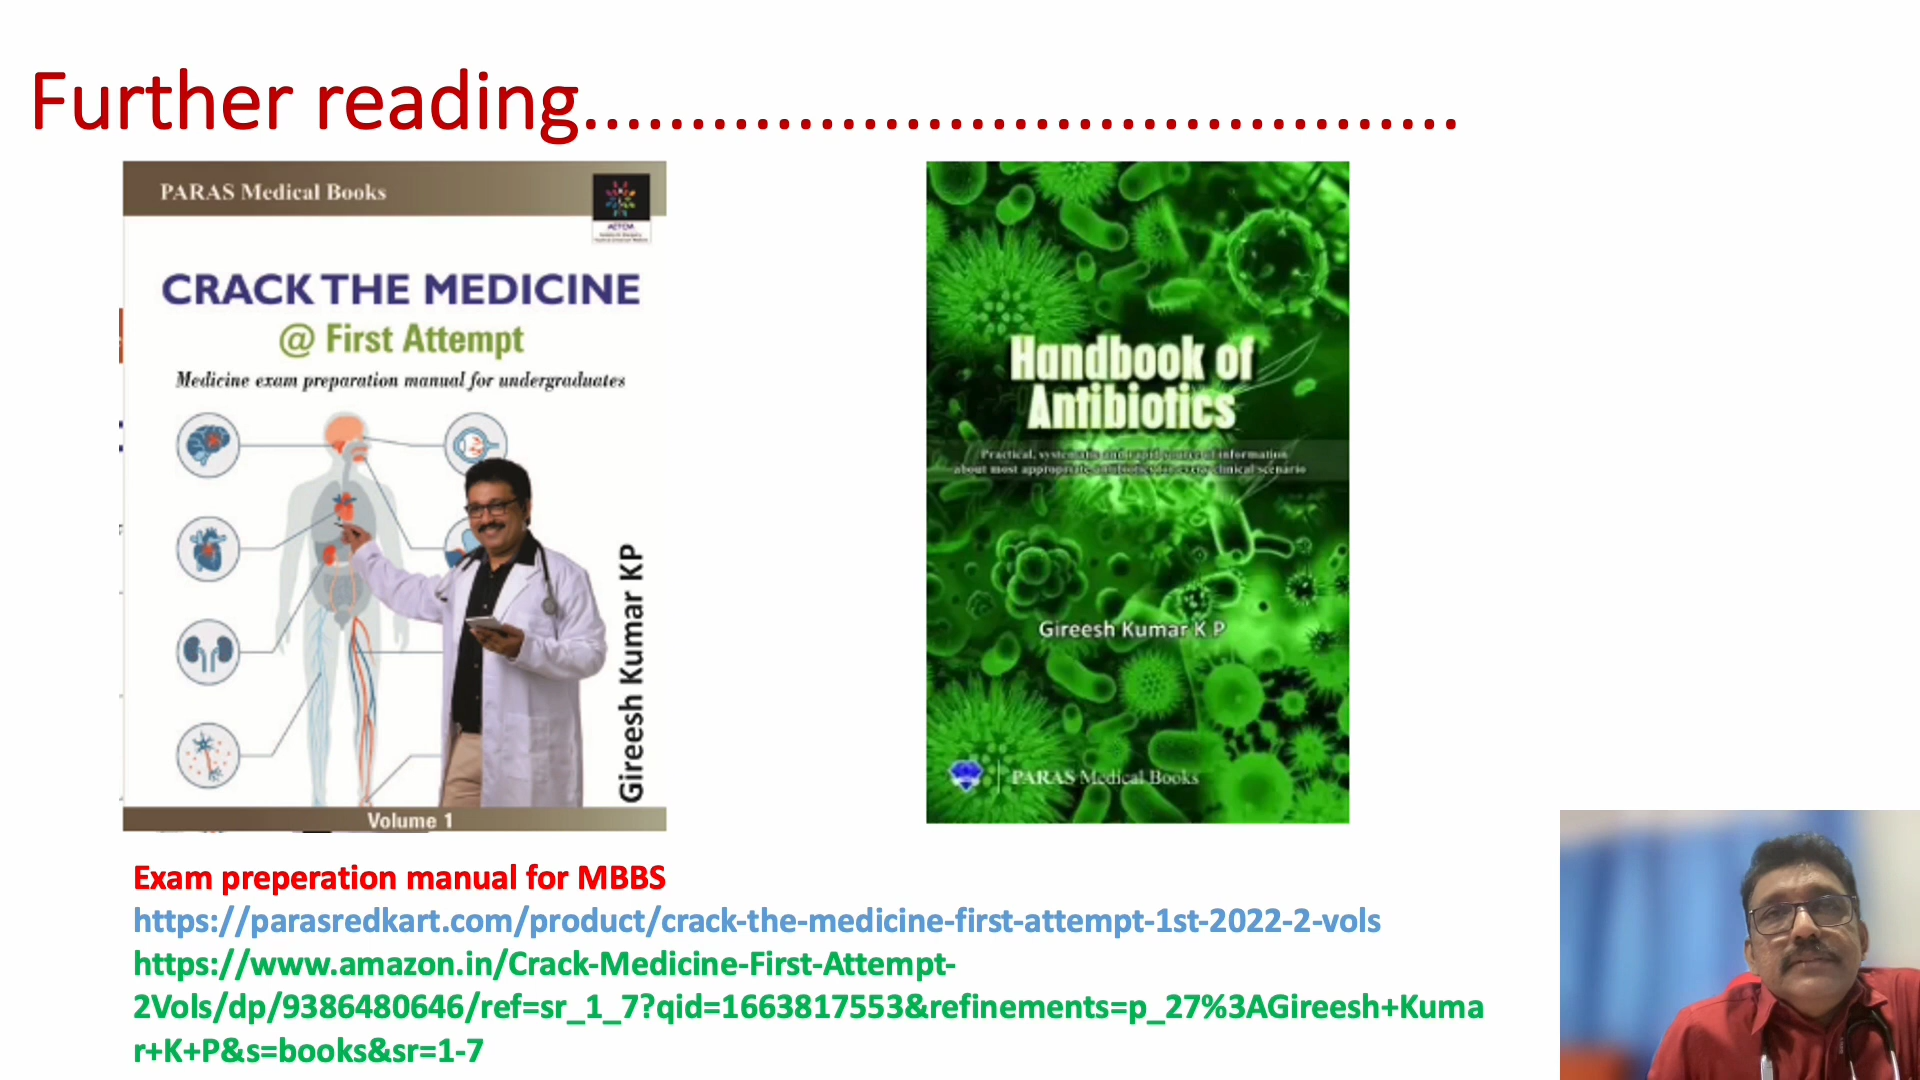 Further reading.........................................
PARAS Medical Books
AETCM
CRACK THE MEDICINE
@ First Attempt
Medicine exam preparation manual for undergraduates
Gireesh Kumar KP
Volume 1
Handbook of
Antibiotics
Practical, systematic and rapid source of information
about most appropriate antibiotics for every clinical scenario
Gireesh Kumar K P
PARAS Medical Books
Exam preperation manual for MBBS
https://parasredkart.com/product/crack-the-medicine-first-attempt-1st-2022-2-vols
https://www.amazon.in/Crack-Medicine-First-Attempt-
2Vols/dp/9386480646/ref=sr_1_7?qid=1663817553&refinements=p_27%3AGireesh+Kuma
r+K+P&s=books&sr=1-7